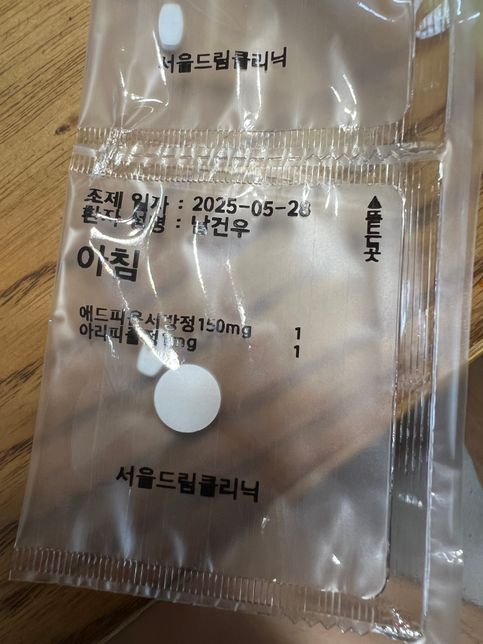 서울드림클리닉
조제 일자 : 2025-05-28
환자 성명 : 남건우
▲뜯는곳
아침
애드피온서방정150mg 1
mg 1
서울드림클리닉